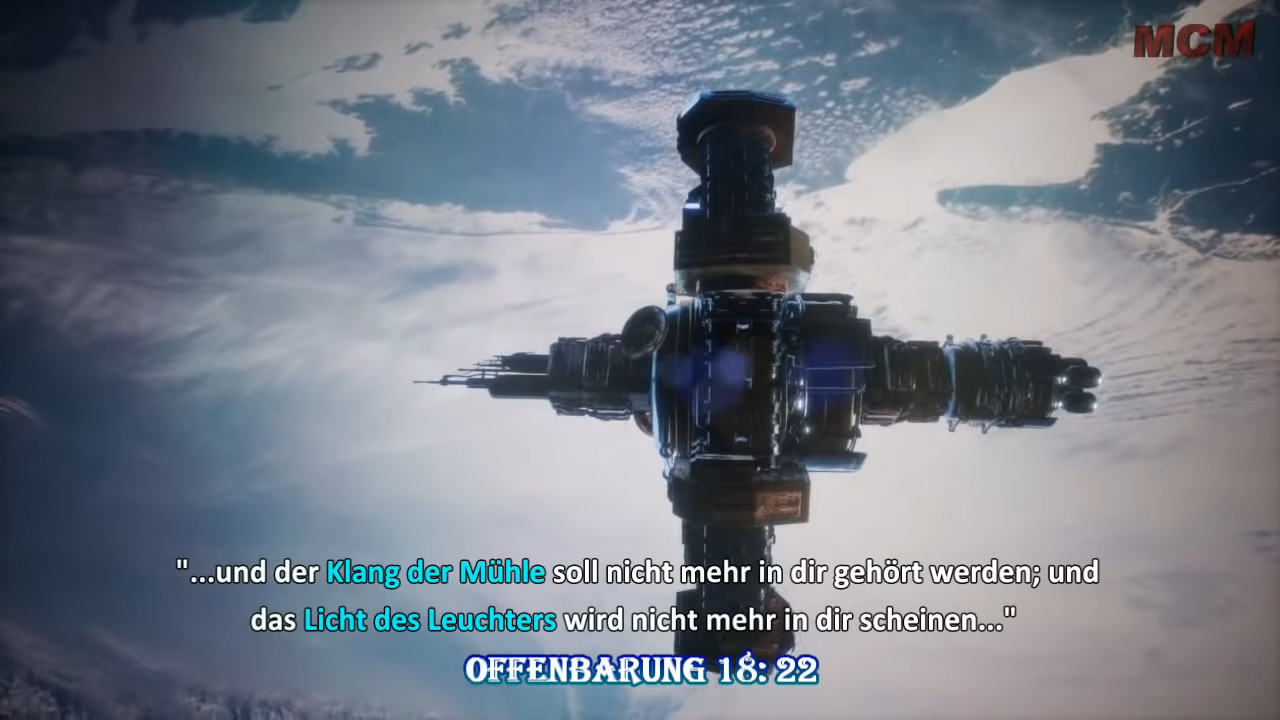 MCM
"...und der Klang der Mühle soll nicht mehr in dir gehört werden; und
das Licht des Leuchters wird nicht mehr in dir scheinen..."
OFFENBARUNG 18: 22